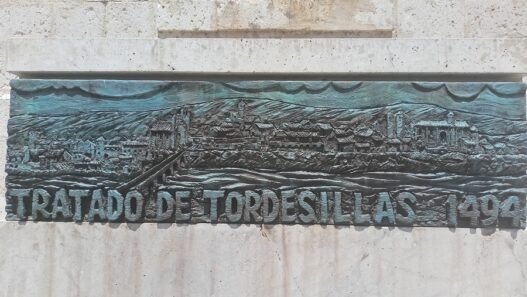 TRATADO DE TORDESILLAS 1494